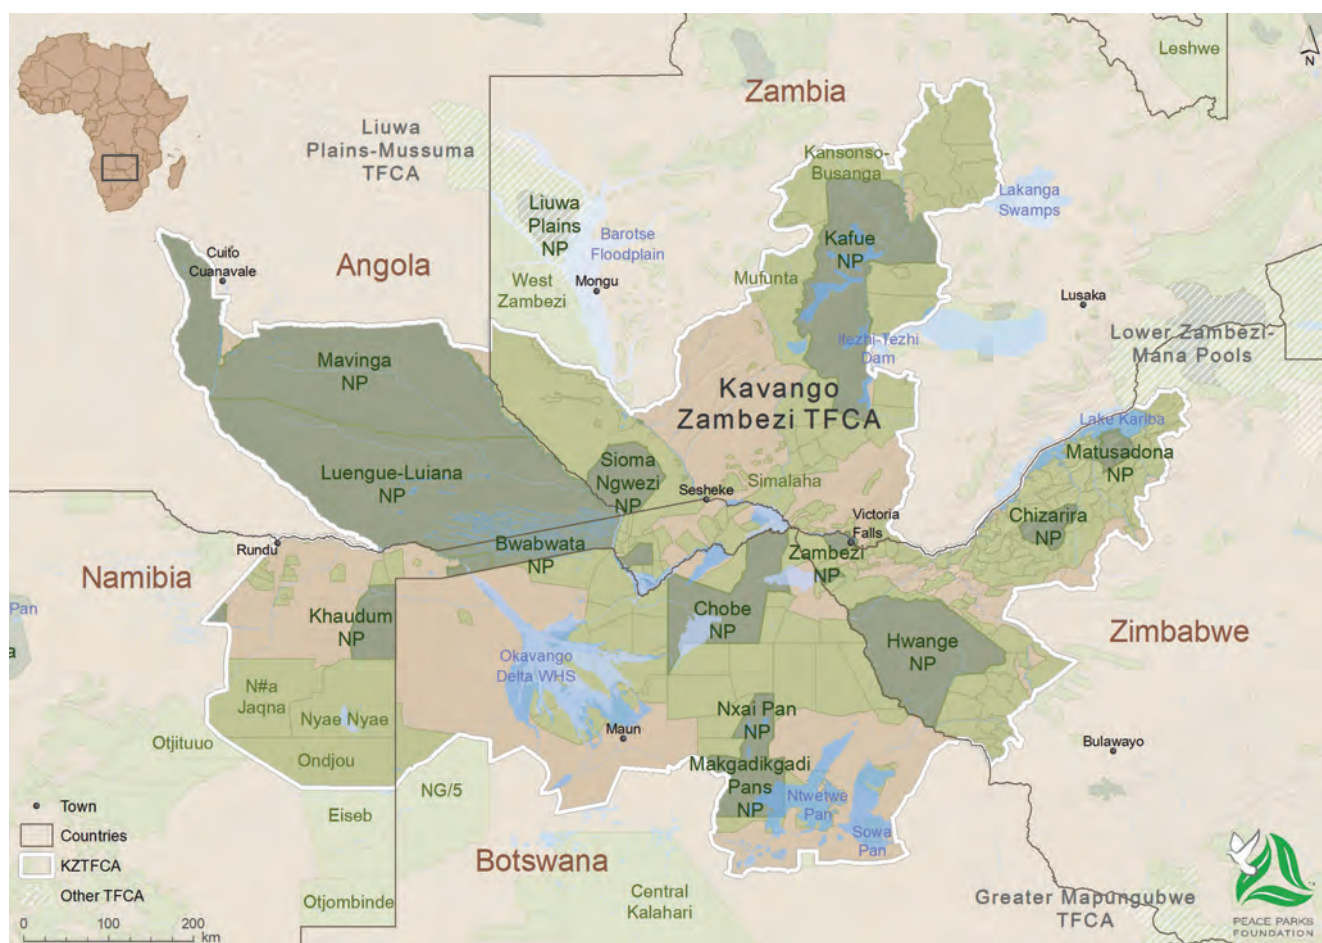 Leshwe
N
Zambia
Liuwa
Plains-Mussuma
TFCA
Kansonso-
Busanga
Lakanga
Swamps
Liuwa
Plains
NP
Barotse
Floodplain
Kafue
NP
Cuito
Cuanavale
Angola
West
Zambezi
Mongu
Mufunta
Lusaka
Itezhi-Tezhi
Dam
Lower Zambezi-
Mana Pools
Mavinga
NP
Kavango
Zambezi TFCA
Lake Kariba
Matusadona
NP
Luengue-Luiana
NP
Sioma
Ngwezi
NP
Sesheke
Simalaha
Victoria
Falls
Chizarira
NP
Rundu
Bwabwata
NP
Zambezi
NP
Namibia
Pan
a
Khaudum
NP
Chobe
NP
Hwange
NP
Zimbabwe
Okavango
Delta WHS
N#a
Jaqna
Nyae Nyae
Nxai Pan
NP
Otjituuo
Ondjou
Maun
Bulawayo
Makgadikgadi
Pans
NP
Ntwetwe
Pan
Sowa
Pan
NG/5
Eiseb
Botswana
Otjombinde
Central
Kalahari
Greater Mapungubwe
TFCA
Town
Countries
KZTFCA
Other TFCA
0 100 200
km
PEACE PARKS
FOUNDATION